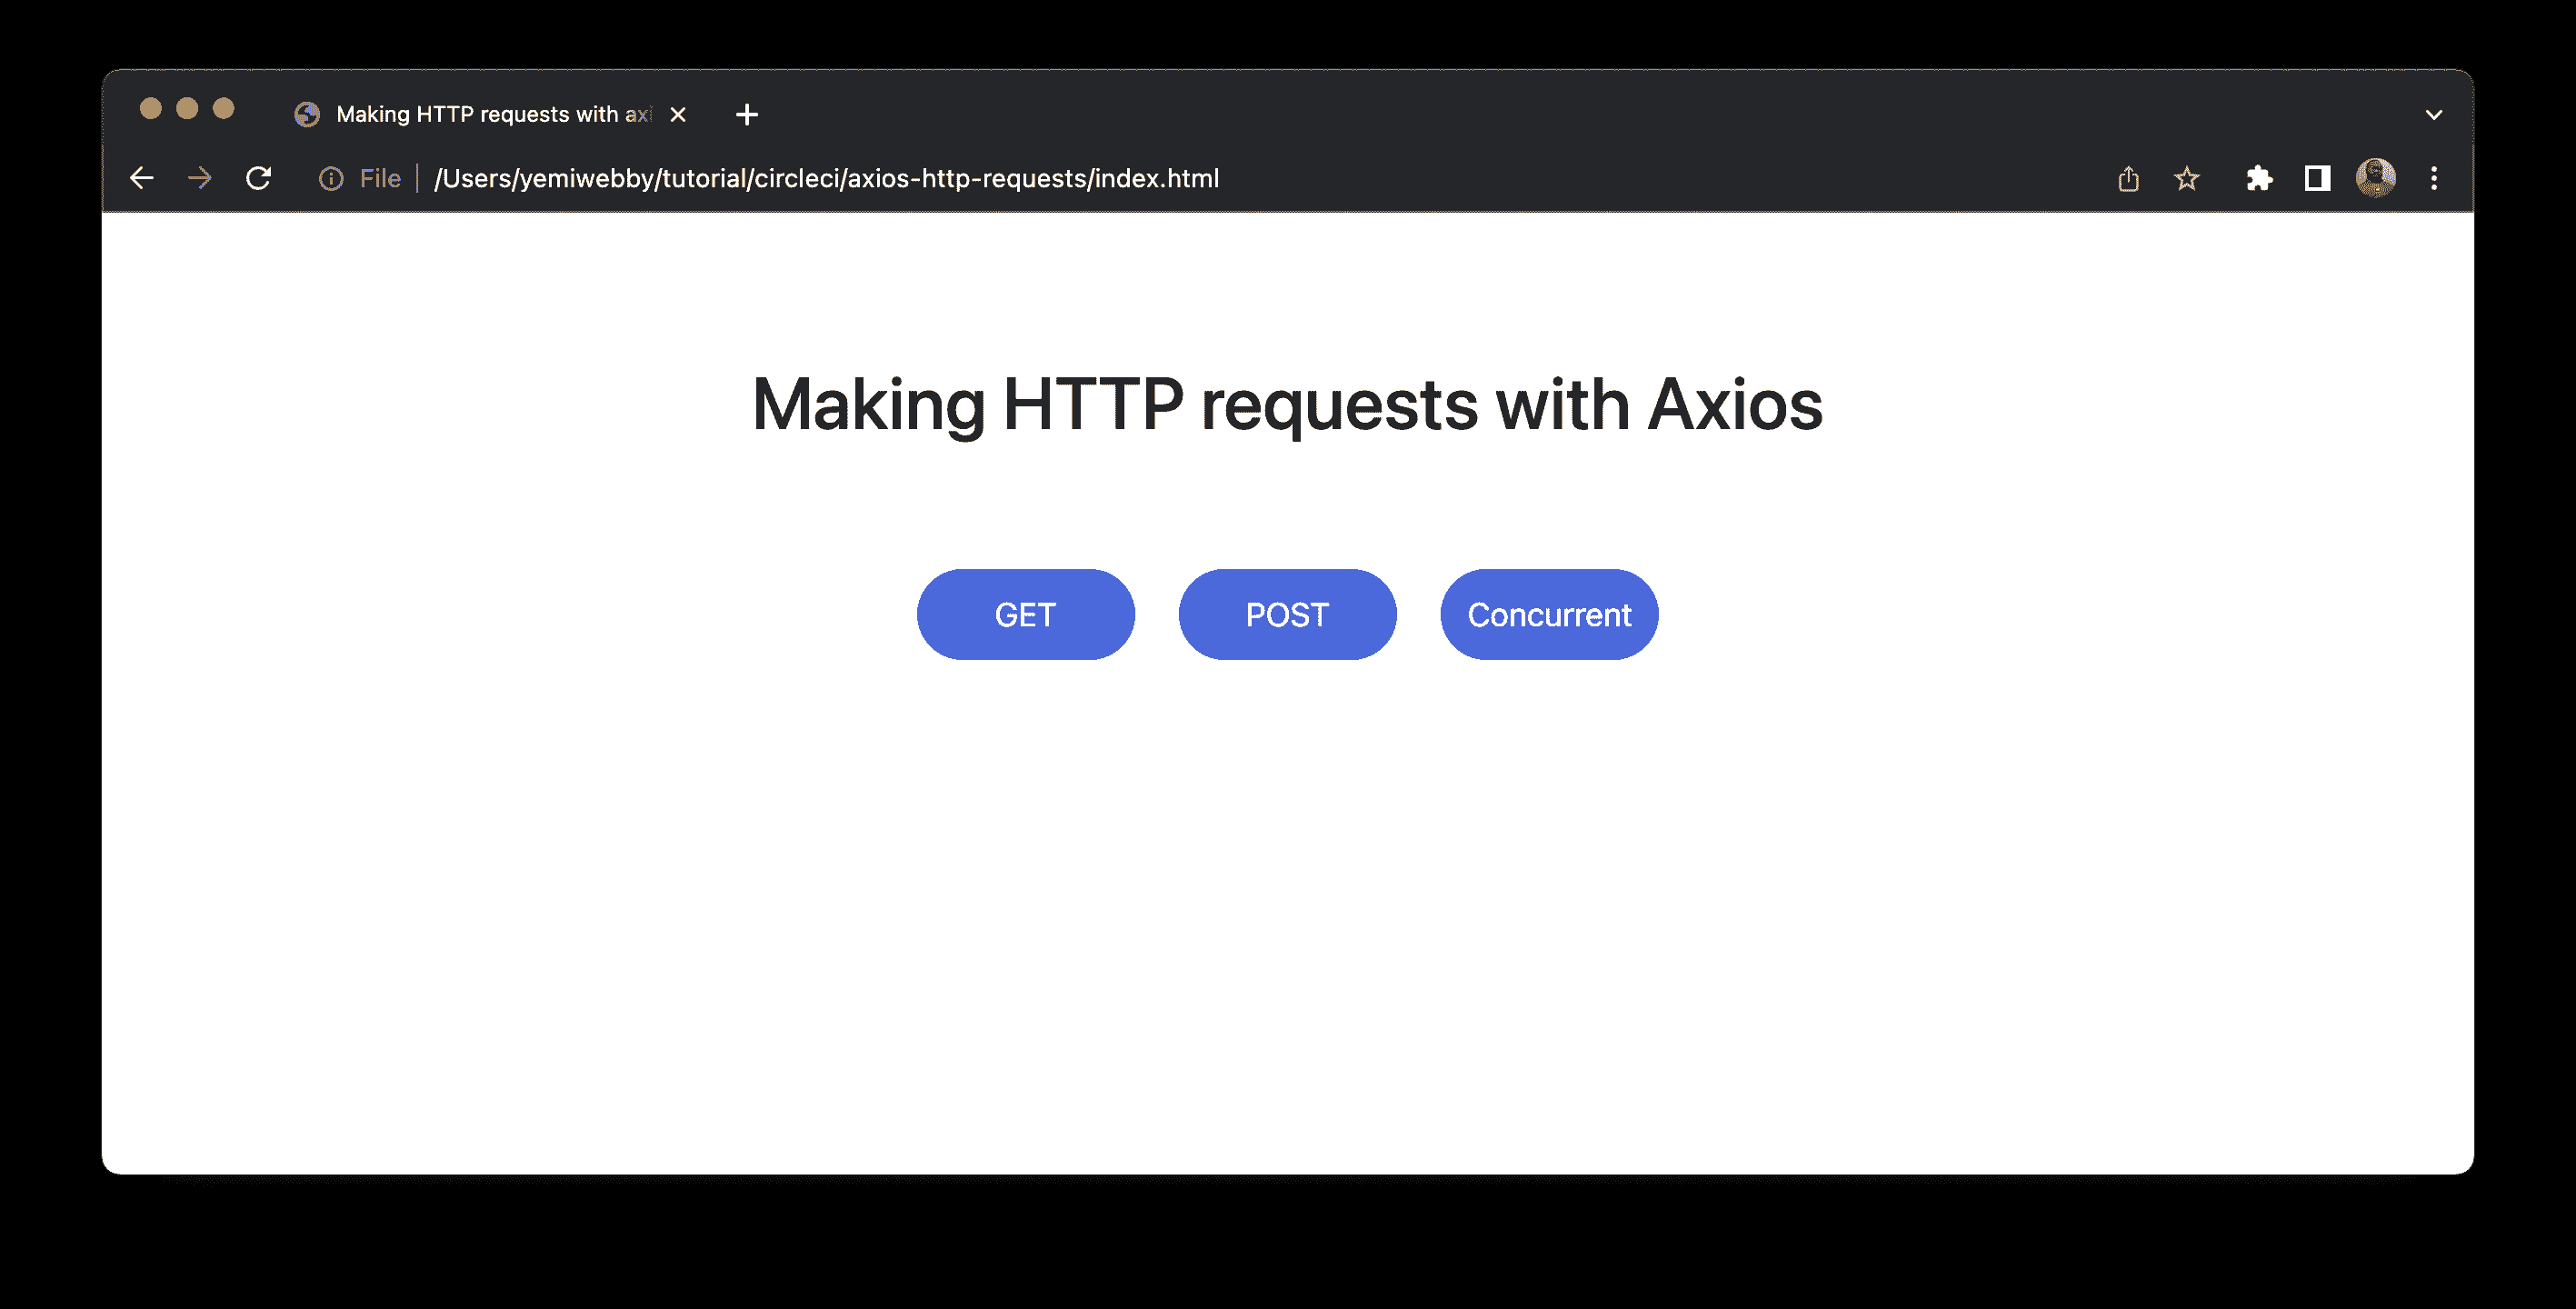 Making HTTP requests with axi
File /Users/yemiwebby/tutorial/circleci/axios-http-requests/index.html
Making HTTP requests with Axios
GET POST Concurrent